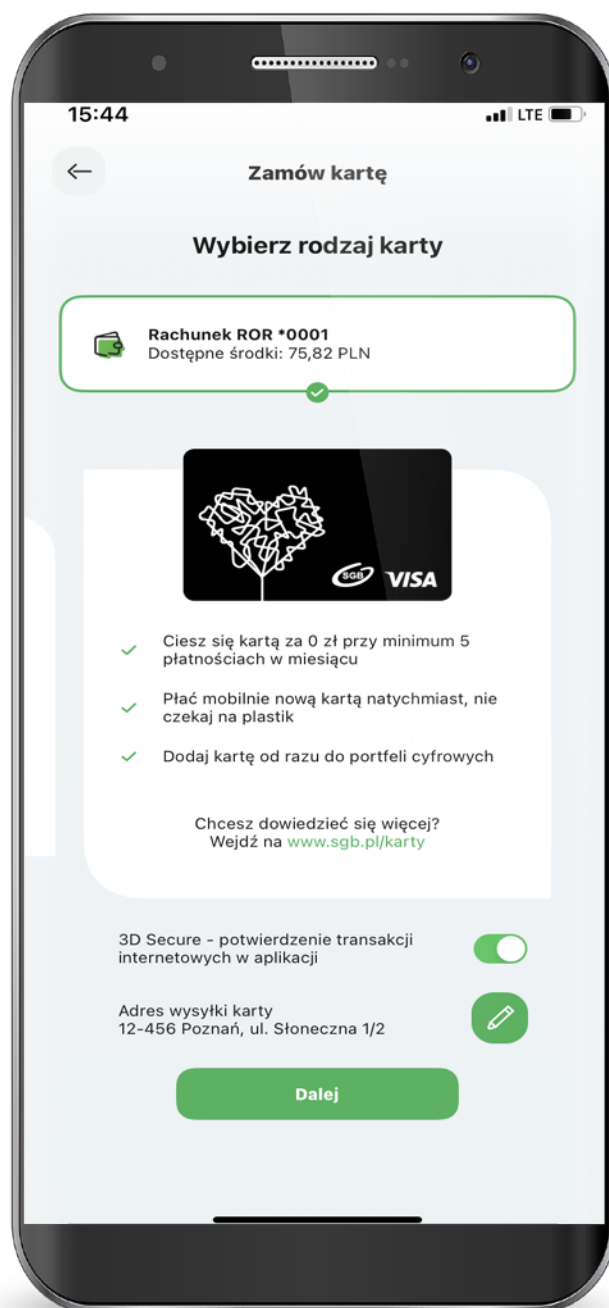 15:44
LTE
Zamów kartę
Wybierz rodzaj karty
Rachunek ROR *0001
Dostępne środki: 75,82 PLN
SGB VISA
Ciesz się kartą za 0 zł przy minimum 5
płatnościach w miesiącu
Płać mobilnie nową kartą natychmiast, nie
czekaj na plastik
Dodaj kartę od razu do portfeli cyfrowych
Chcesz dowiedzieć się więcej?
Wejdź na www.sgb.pl/karty
3D Secure - potwierdzenie transakcji
internetowych w aplikacji
Adres wysyłki karty
12-456 Poznań, ul. Słoneczna 1/2
Dalej